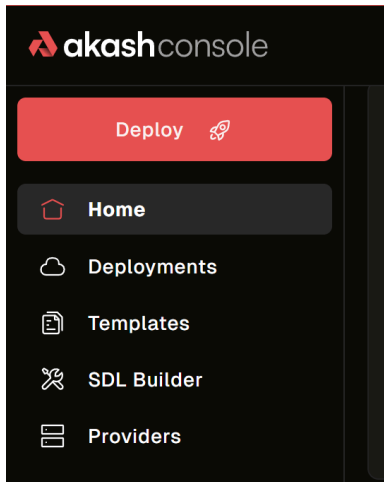 akashconsole
Deploy
Home
Deployments
Templates
SDL Builder
Providers